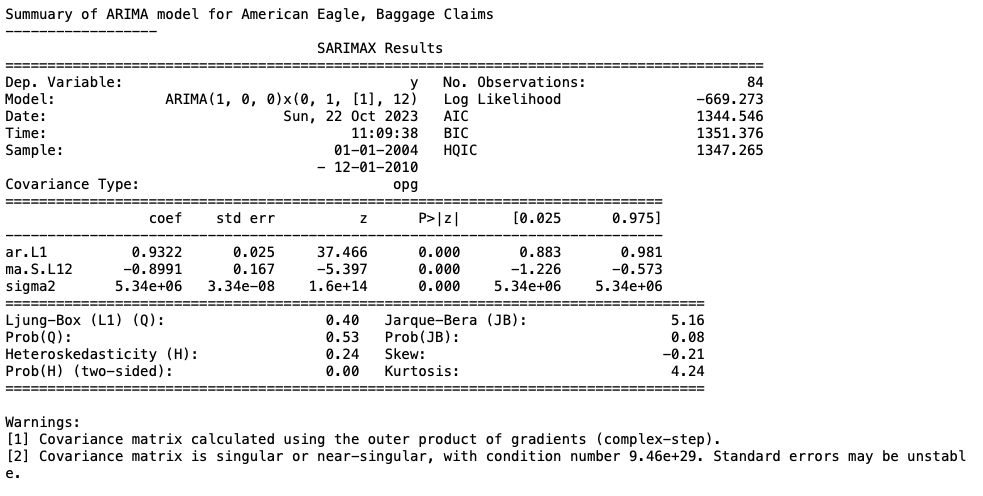 Summuary of ARIMA model for American Eagle, Baggage Claims
------------------
                                     SARIMAX Results
==========================================================================================
Dep. Variable:                                  y   No. Observations:                   84
Model:             ARIMA(1, 0, 0)x(0, 1, [1], 12)   Log Likelihood                -669.273
Date:                            Sun, 22 Oct 2023   AIC                           1344.546
Time:                                    11:09:38   BIC                           1351.376
Sample:                                01-01-2004   HQIC                          1347.265
                                     - 12-01-2010
Covariance Type:                              opg
==============================================================================
                 coef    std err          z      P>|z|      [0.025      0.975]
------------------------------------------------------------------------------
ar.L1          0.9322      0.025     37.466      0.000       0.883       0.981
ma.S.L12      -0.8991      0.167     -5.397      0.000      -1.226      -0.573
sigma2       5.34e+06   3.34e-08    1.6e+14      0.000    5.34e+06    5.34e+06
===================================================================================
Ljung-Box (L1) (Q):                   0.40   Jarque-Bera (JB):                 5.16
Prob(Q):                              0.53   Prob(JB):                         0.08
Heteroskedasticity (H):               0.24   Skew:                            -0.21
Prob(H) (two-sided):                  0.00   Kurtosis:                         4.24
===================================================================================
Warnings:
[1] Covariance matrix calculated using the outer product of gradients (complex-step).
[2] Covariance matrix is singular or near-singular, with condition number 9.46e+29. Standard errors may be unstabl
e.